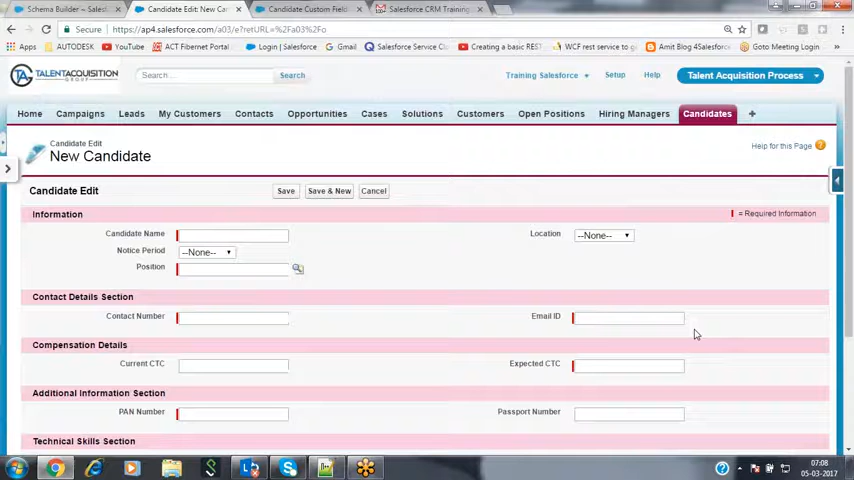 Schema Builder ~ Salesf
Candidate Edit: New Can
Candidate Custom Field
Salesforce CRM Training
Secure https://ap4.salesforce.com/a03/e?retURL=%2Fa03%2Fo
Apps AUTODESK YouTube ACT Fibernet Portal Login | Salesforce Salesforce Service C Creating a basic RES WCF rest service to g Amit Blog 4Salesforce Goto Meeting Login
TALENTACQUISITION
GROUP
Search...
Search
Training Salesforce
Setup
Help
Talent Acquisition Process
Home Campaigns Leads My Customers Contacts Opportunities Cases Solutions Customers Open Positions Hiring Managers Candidates +
Candidate Edit
New Candidate
Help for this Page
Candidate Edit
Save
Save & New
Cancel
Information
= Required Information
Candidate Name
Location --None--
Notice Period --None--
Position
Contact Details Section
Contact Number
Email ID
Compensation Details
Current CTC
Expected CTC
Additional Information Section
PAN Number
Passport Number
Technical Skills Section
07:08
05-03-2017